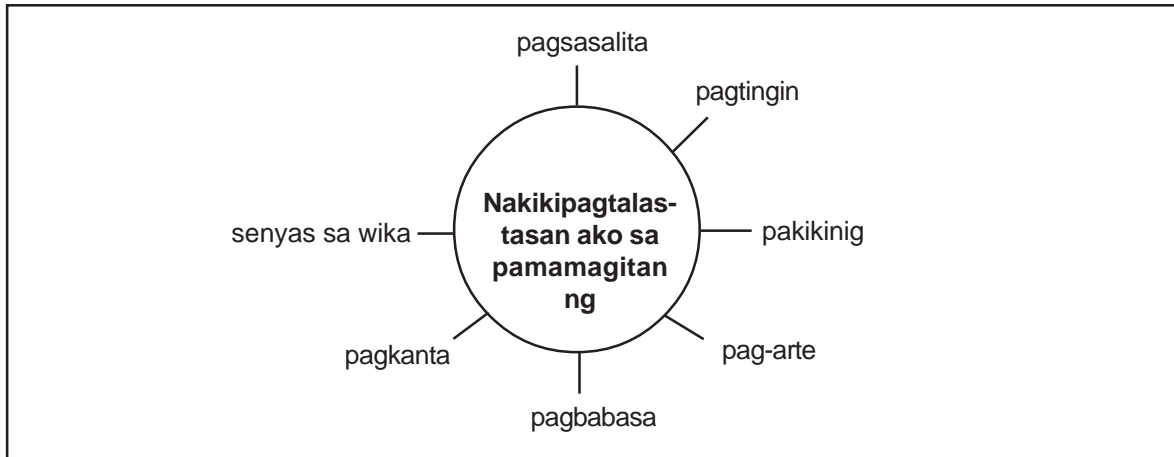 pagsasalita
pagtingin
Nakikipagtalas-
tasan ako sa
pamamagitan
ng
senyas sa wika
pakikinig
pagkanta
pag-arte
pagbabasa